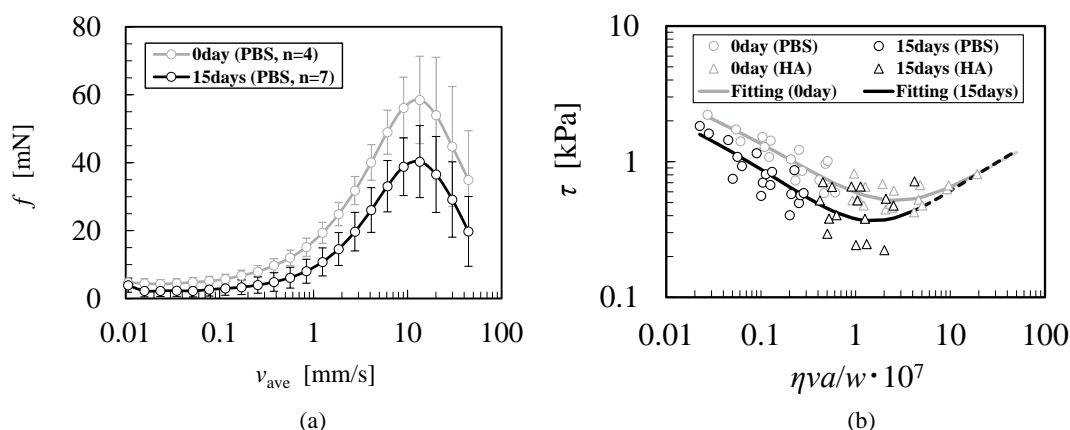 80
60
40
20
0
f [mN]
0day (PBS, n=4)
15days (PBS, n=7)
0.01 0.1 1 10 100
v_ave [mm/s]
(a)
10
1
0.1
τ [kPa]
0day (PBS) 15days (PBS)
0day (HA) 15days (HA)
Fitting (0day) Fitting (15days)
0.01 0.1 1 10 100
ηva/w·10⁷
(b)